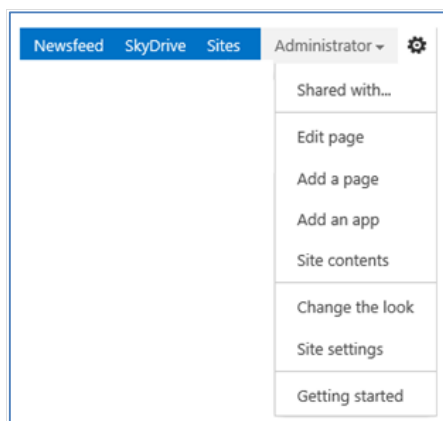 Newsfeed SkyDrive Sites Administrator
Shared with...
Edit page
Add a page
Add an app
Site contents
Change the look
Site settings
Getting started